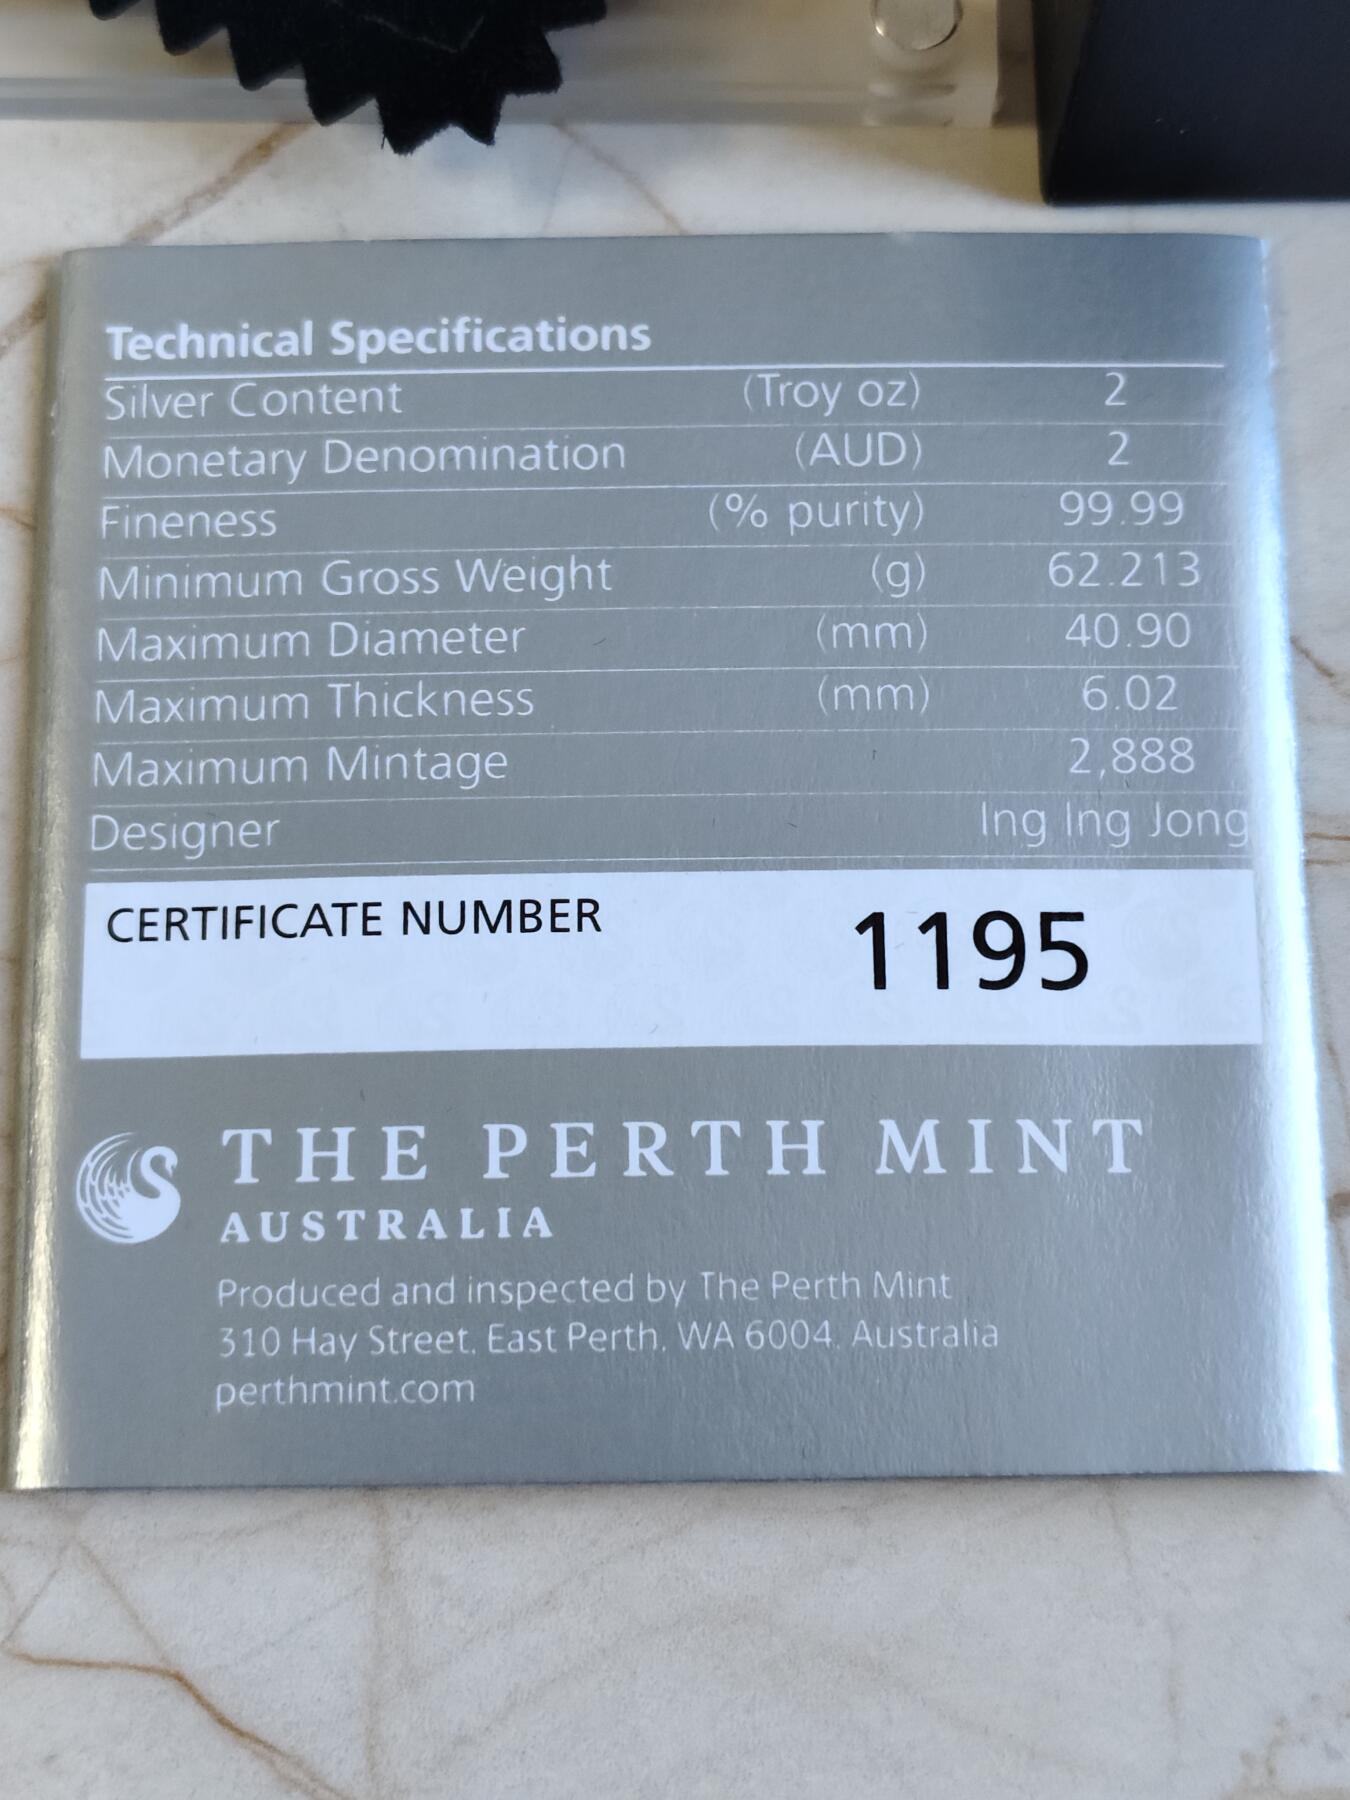 Technical Specifications
Silver Content (Troy oz) 2
Monetary Denomination (AUD) 2
Fineness (% purity) 99.99
Minimum Gross Weight (g) 62.213
Maximum Diameter (mm) 40.90
Maximum Thickness (mm) 6.02
Maximum Mintage 2,888
Designer Ing Ing Jong
CERTIFICATE NUMBER 1195
THE PERTH MINT
AUSTRALIA
Produced and inspected by The Perth Mint
310 Hay Street, East Perth, WA 6004, Australia
perthmint.com